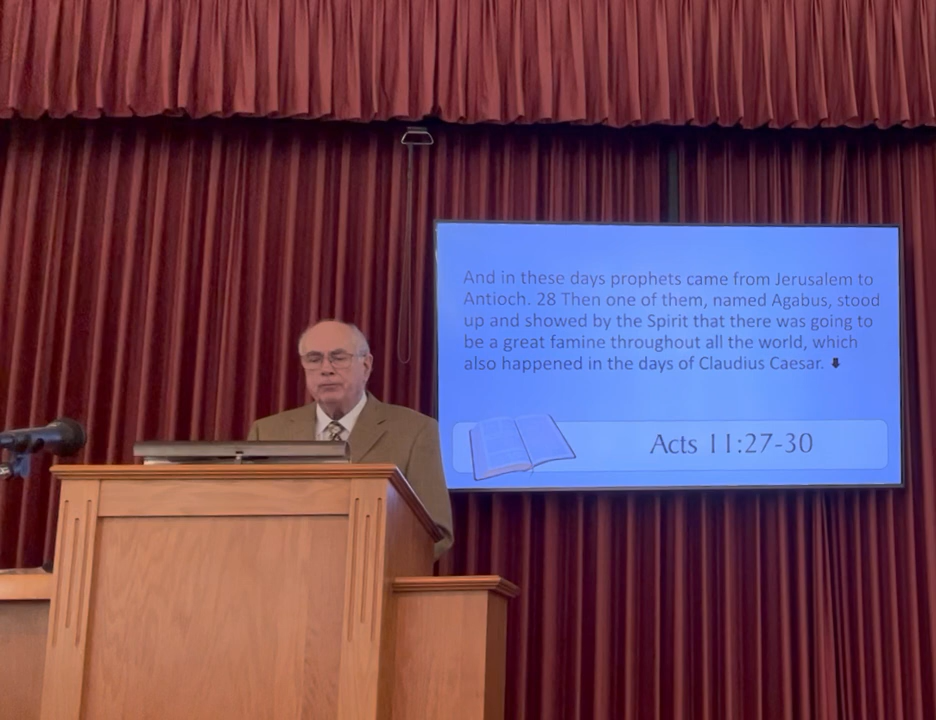 And in these days prophets came from Jerusalem to
Antioch. 28 Then one of them, named Agabus, stood
up and showed by the Spirit that there was going to
be a great famine throughout all the world, which
also happened in the days of Claudius Caesar.
Acts 11:27-30